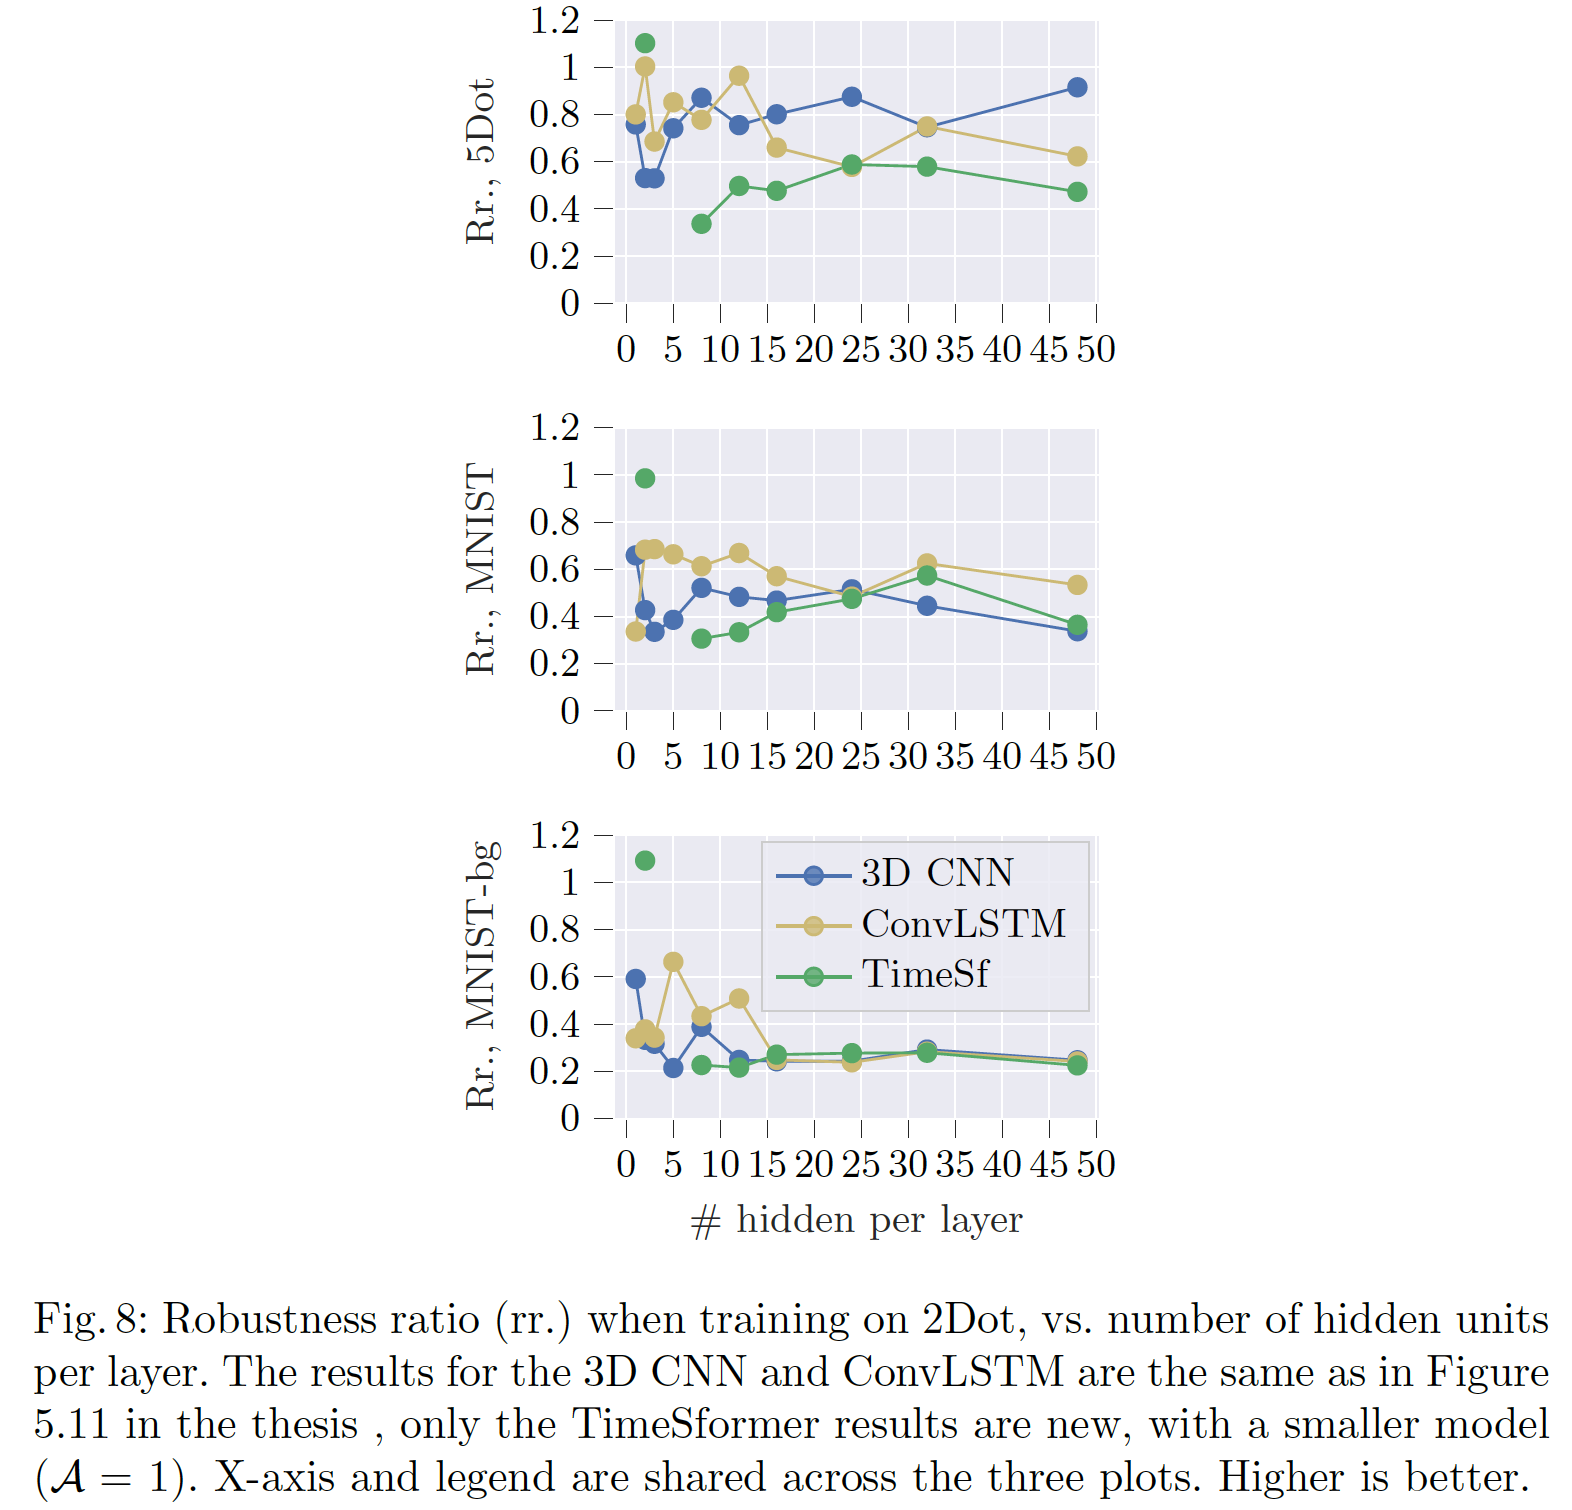 1.2
1
0.8
0.6
0.4
0.2
0
Rr., 5Dot
0 5 10 15 20 25 30 35 40 45 50
1.2
1
0.8
0.6
0.4
0.2
0
Rr., MNIST
0 5 10 15 20 25 30 35 40 45 50
1.2
1
0.8
0.6
0.4
0.2
0
Rr., MNIST-bg
3D CNN
ConvLSTM
TimeSf
0 5 10 15 20 25 30 35 40 45 50
# hidden per layer
Fig. 8: Robustness ratio (rr.) when training on 2Dot, vs. number of hidden units
per layer. The results for the 3D CNN and ConvLSTM are the same as in Figure
5.11 in the thesis , only the TimeSformer results are new, with a smaller model
(𝒜 = 1). X-axis and legend are shared across the three plots. Higher is better.